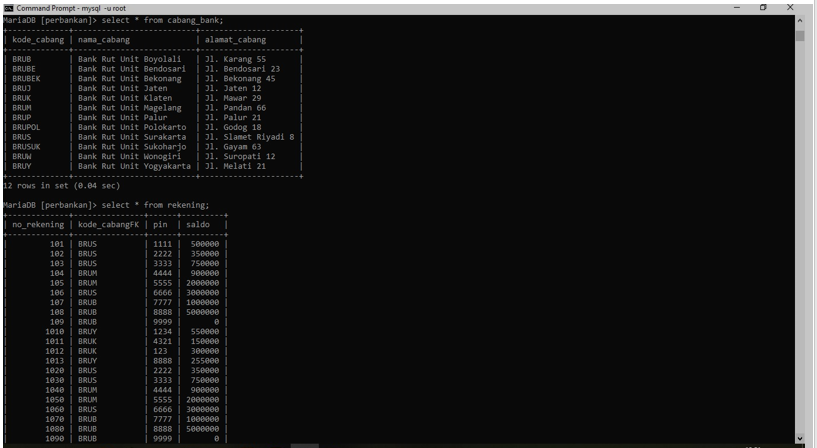 Command Prompt - mysql -u root
MariaDB [perbankan]> select * from cabang_bank;
+-------------+---------------------------+----------------------+
| kode_cabang | nama_cabang | alamat_cabang |
+-------------+---------------------------+----------------------+
| BRUB | Bank Rut Unit Boyolali | Jl. Karang 55 |
| BRUBE | Bank Rut Unit Bendosari | Jl. Bendosari 23 |
| BRUBEK | Bank Rut Unit Bekonang | Jl. Bekonang 45 |
| BRUJ | Bank Rut Unit Jaten | Jl. Jaten 12 |
| BRUK | Bank Rut Unit Klaten | Jl. Mawar 29 |
| BRUM | Bank Rut Unit Magelang | Jl. Pandan 66 |
| BRUP | Bank Rut Unit Palur | Jl. Palur 21 |
| BRUPOL | Bank Rut Unit Polokarto | Jl. Godog 18 |
| BRUS | Bank Rut Unit Surakarta | Jl. Slamet Riyadi 8 |
| BRUSUK | Bank Rut Unit Sukoharjo | Jl. Gayam 63 |
| BRUW | Bank Rut Unit Wonogiri | Jl. Suropati 12 |
| BRUY | Bank Rut Unit Yogyakarta | Jl. Melati 21 |
+-------------+---------------------------+----------------------+
12 rows in set (0.04 sec)
MariaDB [perbankan]> select * from rekening;
+-------------+---------------+------+---------+
| no_rekening | kode_cabangFK | pin | saldo |
+-------------+---------------+------+---------+
| 101 | BRUS | 1111 | 500000 |
| 102 | BRUS | 2222 | 350000 |
| 103 | BRUS | 3333 | 750000 |
| 104 | BRUM | 4444 | 900000 |
| 105 | BRUM | 5555 | 2000000 |
| 106 | BRUS | 6666 | 3000000 |
| 107 | BRUB | 7777 | 1000000 |
| 108 | BRUB | 8888 | 5000000 |
| 109 | BRUB | 9999 | 0 |
| 1010 | BRUY | 1234 | 550000 |
| 1011 | BRUK | 4321 | 150000 |
| 1012 | BRUK | 123 | 300000 |
| 1013 | BRUY | 8888 | 255000 |
| 1020 | BRUS | 2222 | 350000 |
| 1030 | BRUS | 3333 | 750000 |
| 1040 | BRUM | 4444 | 900000 |
| 1050 | BRUM | 5555 | 2000000 |
| 1060 | BRUS | 6666 | 3000000 |
| 1070 | BRUB | 7777 | 1000000 |
| 1080 | BRUB | 8888 | 5000000 |
| 1090 | BRUB | 9999 | 0 |